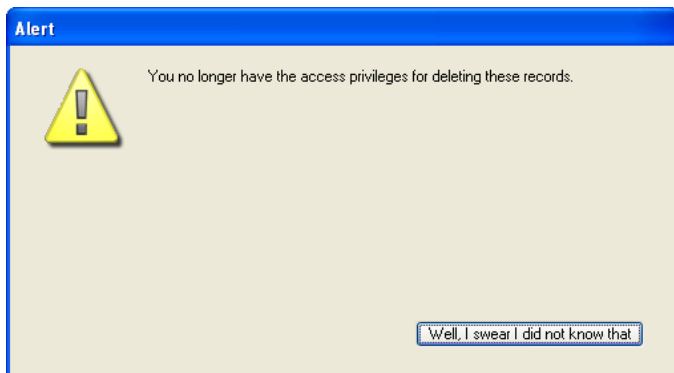 Alert
You no longer have the access privileges for deleting these records.
Well, I swear I did not know that